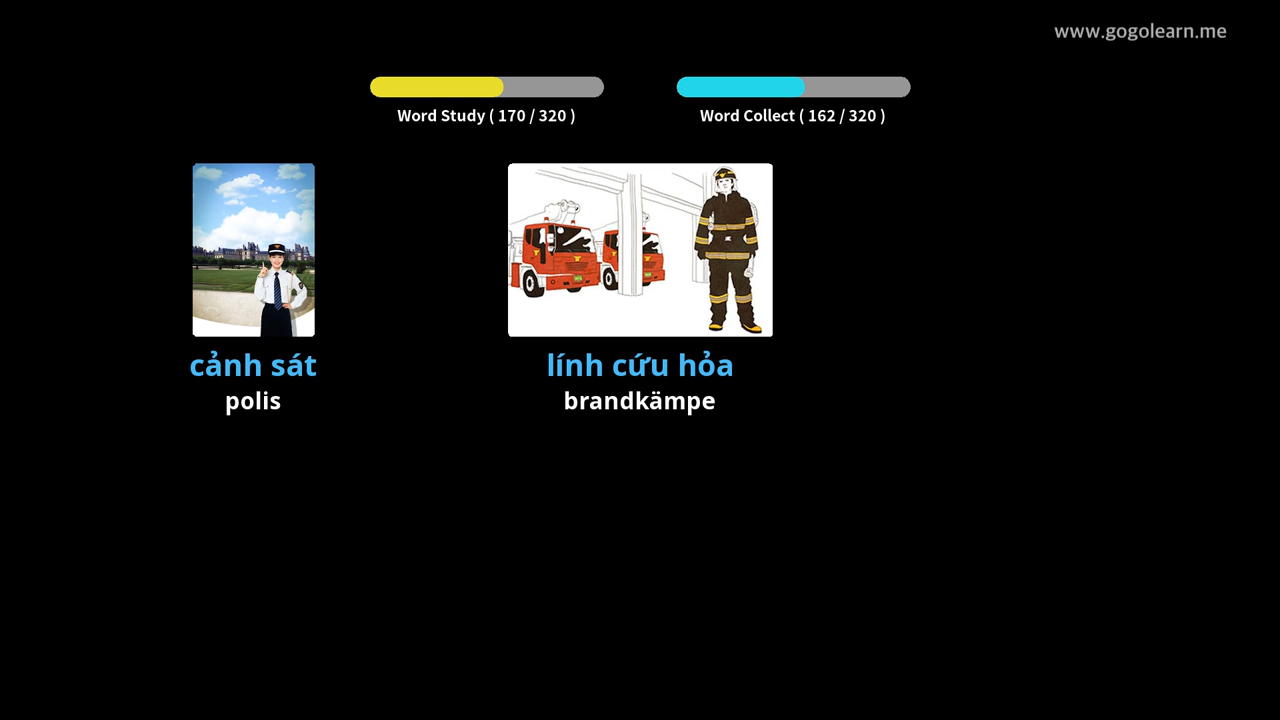 www.gogolearn.me
Word Study ( 170 / 320 )
Word Collect ( 162 / 320 )
cảnh sát
polis
lính cứu hỏa
brandkämpe